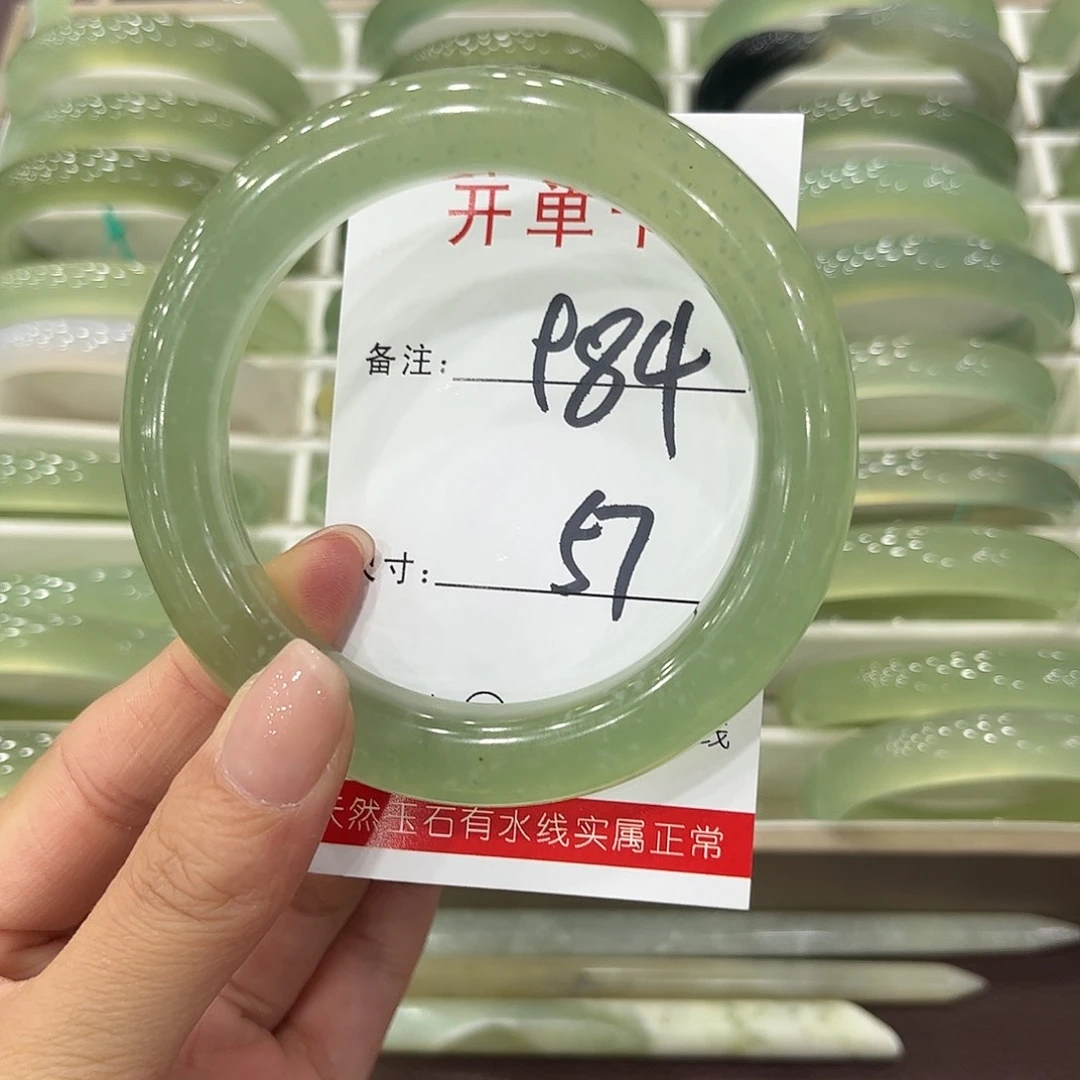 开单
备注: P84
寸: 57
天然玉石有水线实属正常